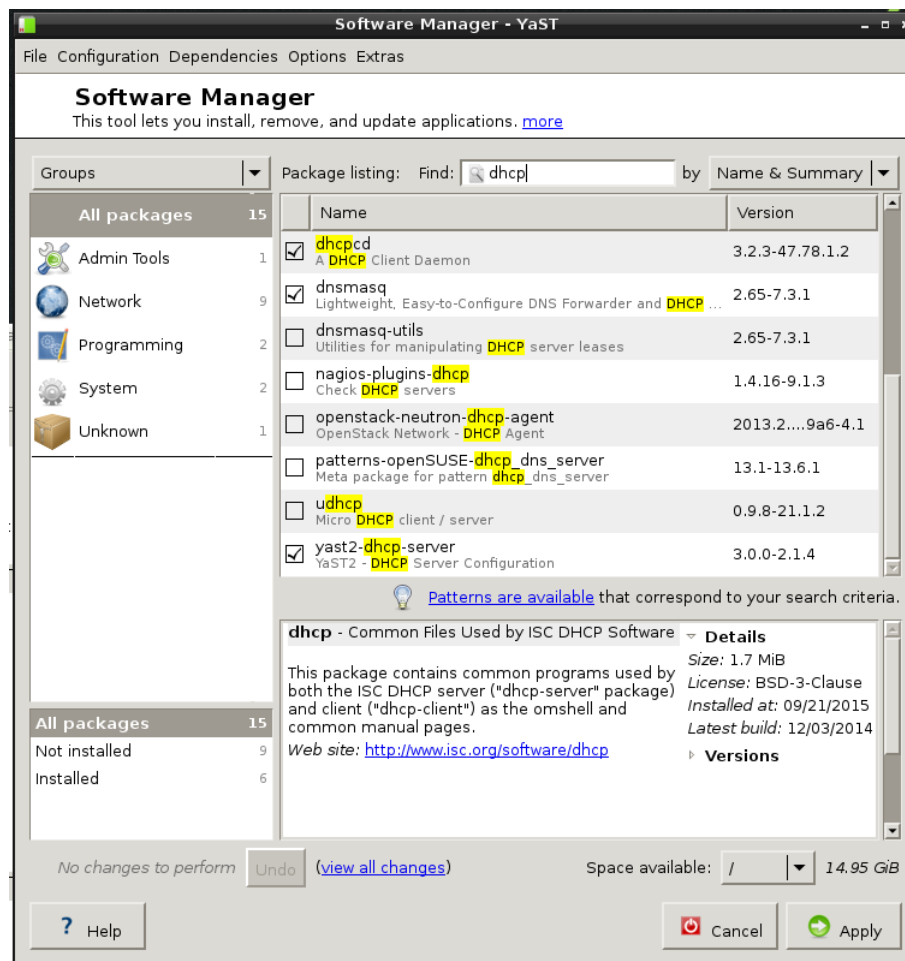 Software Manager - YaST
File Configuration Dependencies Options Extras
Software Manager
This tool lets you install, remove, and update applications. more
Groups
Package listing: Find: dhcp by Name & Summary
All packages 15
Admin Tools 1
Network 9
Programming 2
System 2
Unknown 1
Name Version
dhcpcd 3.2.3-47.78.1.2
A DHCP Client Daemon
dnsmasq 2.65-7.3.1
Lightweight, Easy-to-Configure DNS Forwarder and DHCP ...
dnsmasq-utils 2.65-7.3.1
Utilities for manipulating DHCP server leases
nagios-plugins-dhcp 1.4.16-9.1.3
Check DHCP servers
openstack-neutron-dhcp-agent 2013.2....9a6-4.1
OpenStack Network - DHCP Agent
patterns-openSUSE-dhcp_dns_server 13.1-13.6.1
Meta package for pattern dhcp_dns_server
udhcp 0.9.8-21.1.2
Micro DHCP client / server
yast2-dhcp-server 3.0.0-2.1.4
YaST2 - DHCP Server Configuration
Patterns are available that correspond to your search criteria.
dhcp - Common Files Used by ISC DHCP Software
This package contains common programs used by
both the ISC DHCP server ("dhcp-server" package)
and client ("dhcp-client") as the omshell and
common manual pages.
Web site: http://www.isc.org/software/dhcp
Details
Size: 1.7 MiB
License: BSD-3-Clause
Installed at: 09/21/2015
Latest build: 12/03/2014
Versions
All packages 15
Not installed 9
Installed 6
No changes to perform Undo (view all changes) Space available: / 14.95 GiB
? Help Cancel Apply